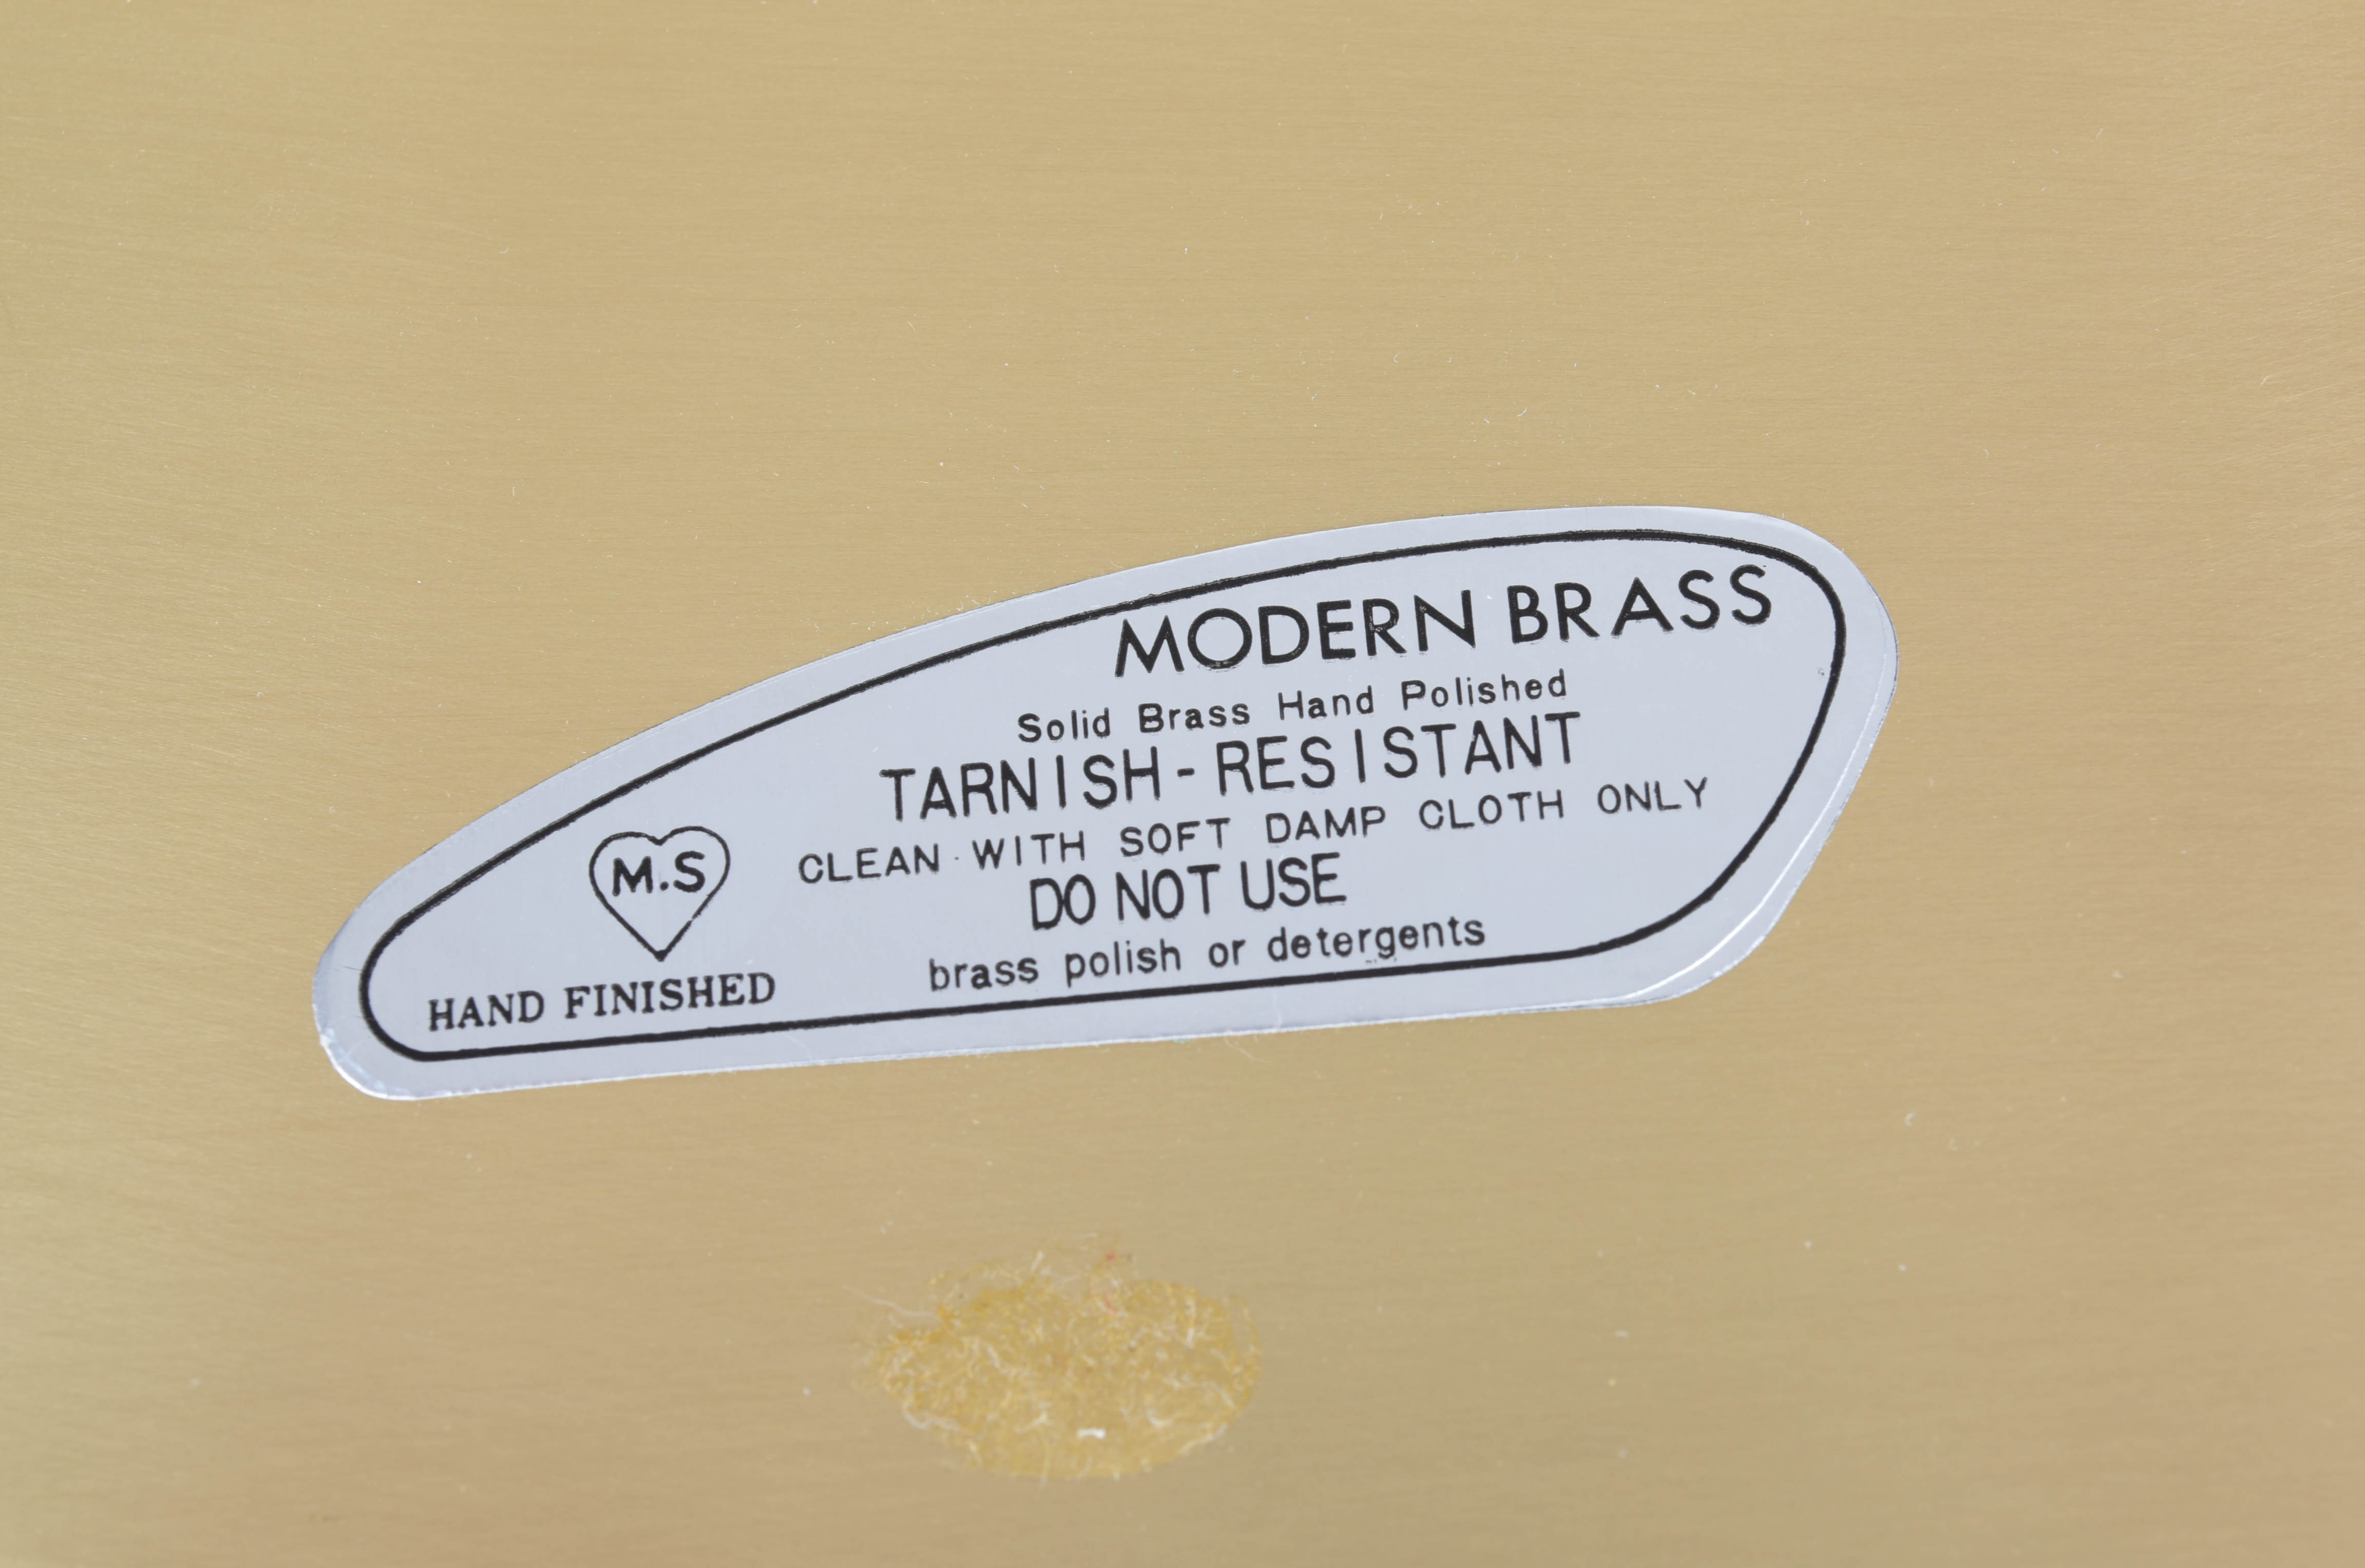 MODERN BRASS
Solid Brass Hand Polished
TARNISH-RESISTANT
CLEAN WITH SOFT DAMP CLOTH ONLY
DO NOT USE
brass polish or detergents
M.S
HAND FINISHED